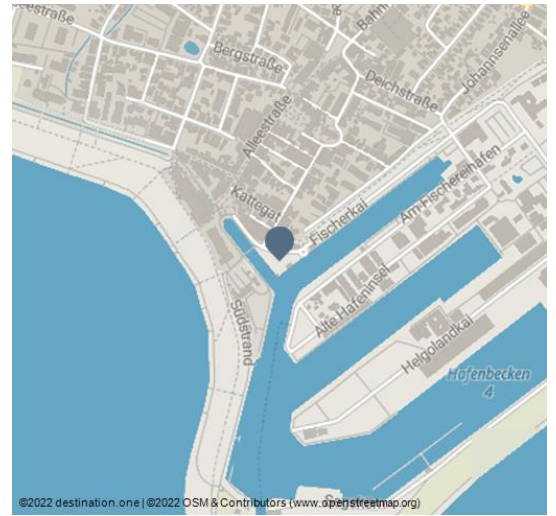 Alleestraße
Bergstraße
Bahn
Deichstraße
Johannsenallee
Alleestraße
Kattegat
Fischerkai
Am Fischereihafen
Südstrand
Alte Hafeninsel
Helgolandkai
Hafenbecken
4
©2022 destination.one | ©2022 OSM & Contributors (www.openstreetmap.org)